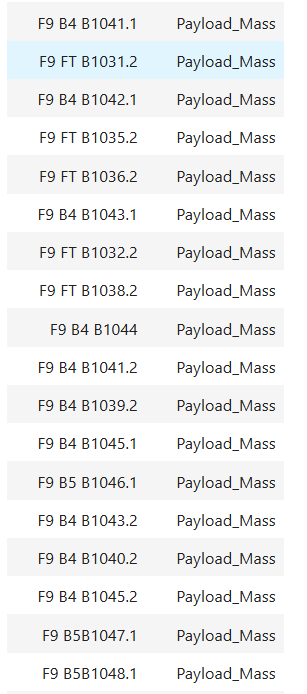 F9 B4 B1041.1 Payload_Mass
F9 FT B1031.2 Payload_Mass
F9 B4 B1042.1 Payload_Mass
F9 FT B1035.2 Payload_Mass
F9 FT B1036.2 Payload_Mass
F9 B4 B1043.1 Payload_Mass
F9 FT B1032.2 Payload_Mass
F9 FT B1038.2 Payload_Mass
F9 B4 B1044 Payload_Mass
F9 B4 B1041.2 Payload_Mass
F9 B4 B1039.2 Payload_Mass
F9 B4 B1045.1 Payload_Mass
F9 B5 B1046.1 Payload_Mass
F9 B4 B1043.2 Payload_Mass
F9 B4 B1040.2 Payload_Mass
F9 B4 B1045.2 Payload_Mass
F9 B5B1047.1 Payload_Mass
F9 B5B1048.1 Payload_Mass